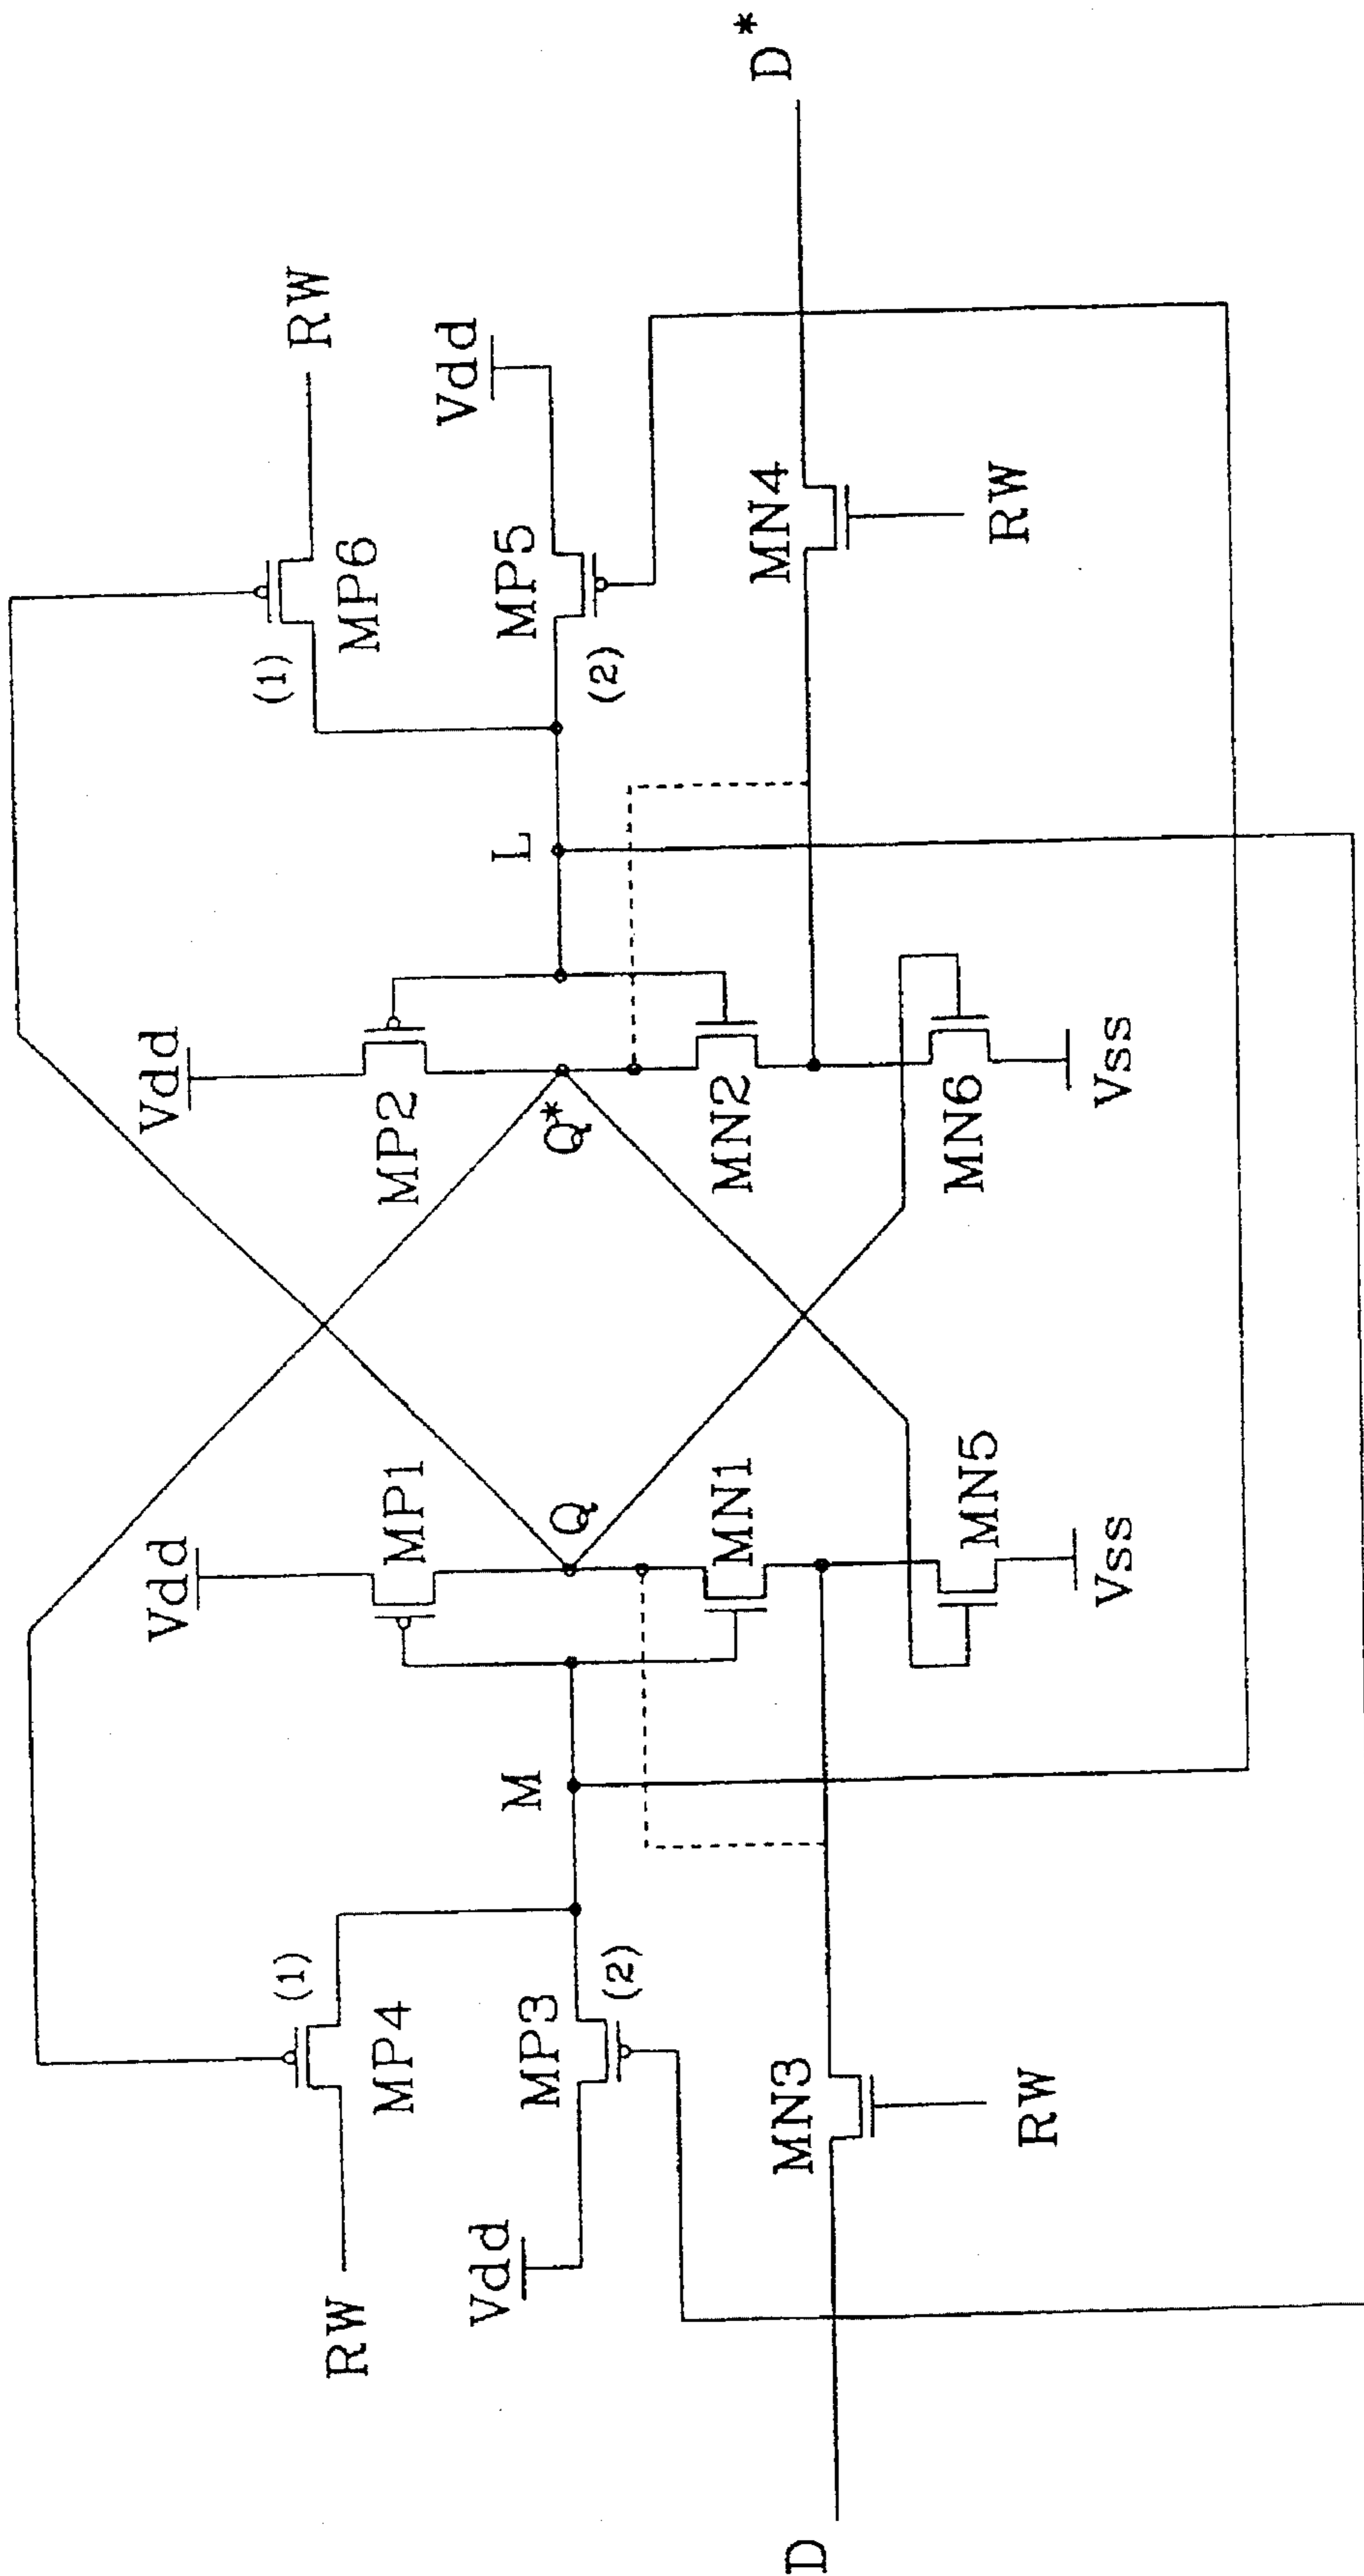 Vdd
Vdd
(1)
(1)
RW
RW
MP4
MP1
MP2
MP6
Vdd
MP3
M
L
MP5
Vdd
Q
Q*
(2)
(2)
MN1
MN2
D
MN3
MN4
D*
MN5
MN6
RW
Vss
Vss
RW